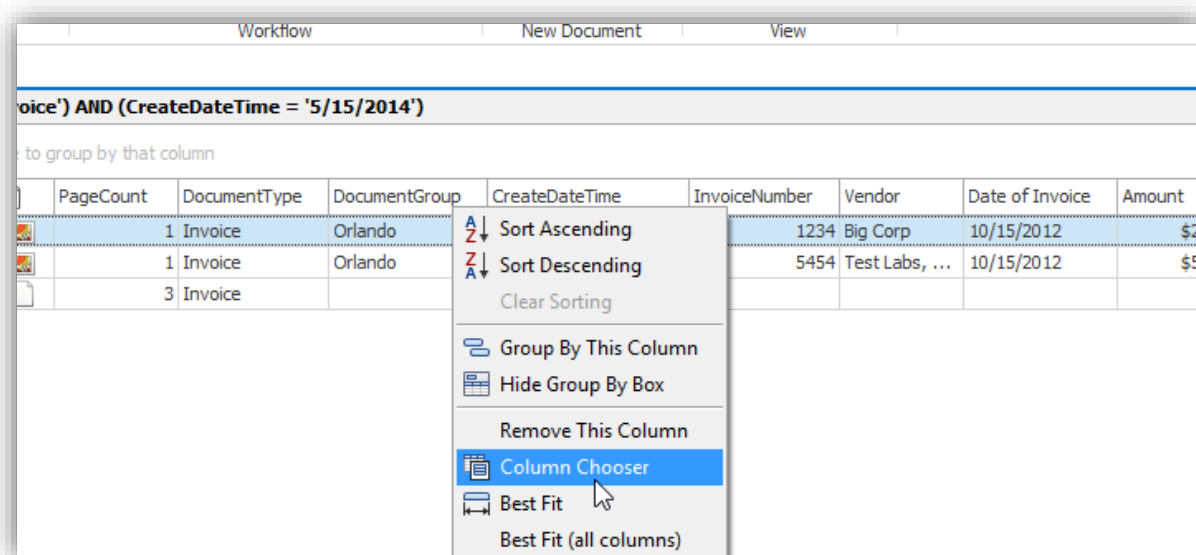 Workflow New Document View
oice') AND (CreateDateTime = '5/15/2014')
to group by that column
PageCount DocumentType DocumentGroup CreateDateTime InvoiceNumber Vendor Date of Invoice Amount
1 Invoice Orlando 1234 Big Corp 10/15/2012 $2
1 Invoice Orlando 5454 Test Labs, ... 10/15/2012 $5
3 Invoice
Sort Ascending
Sort Descending
Clear Sorting
Group By This Column
Hide Group By Box
Remove This Column
Column Chooser
Best Fit
Best Fit (all columns)